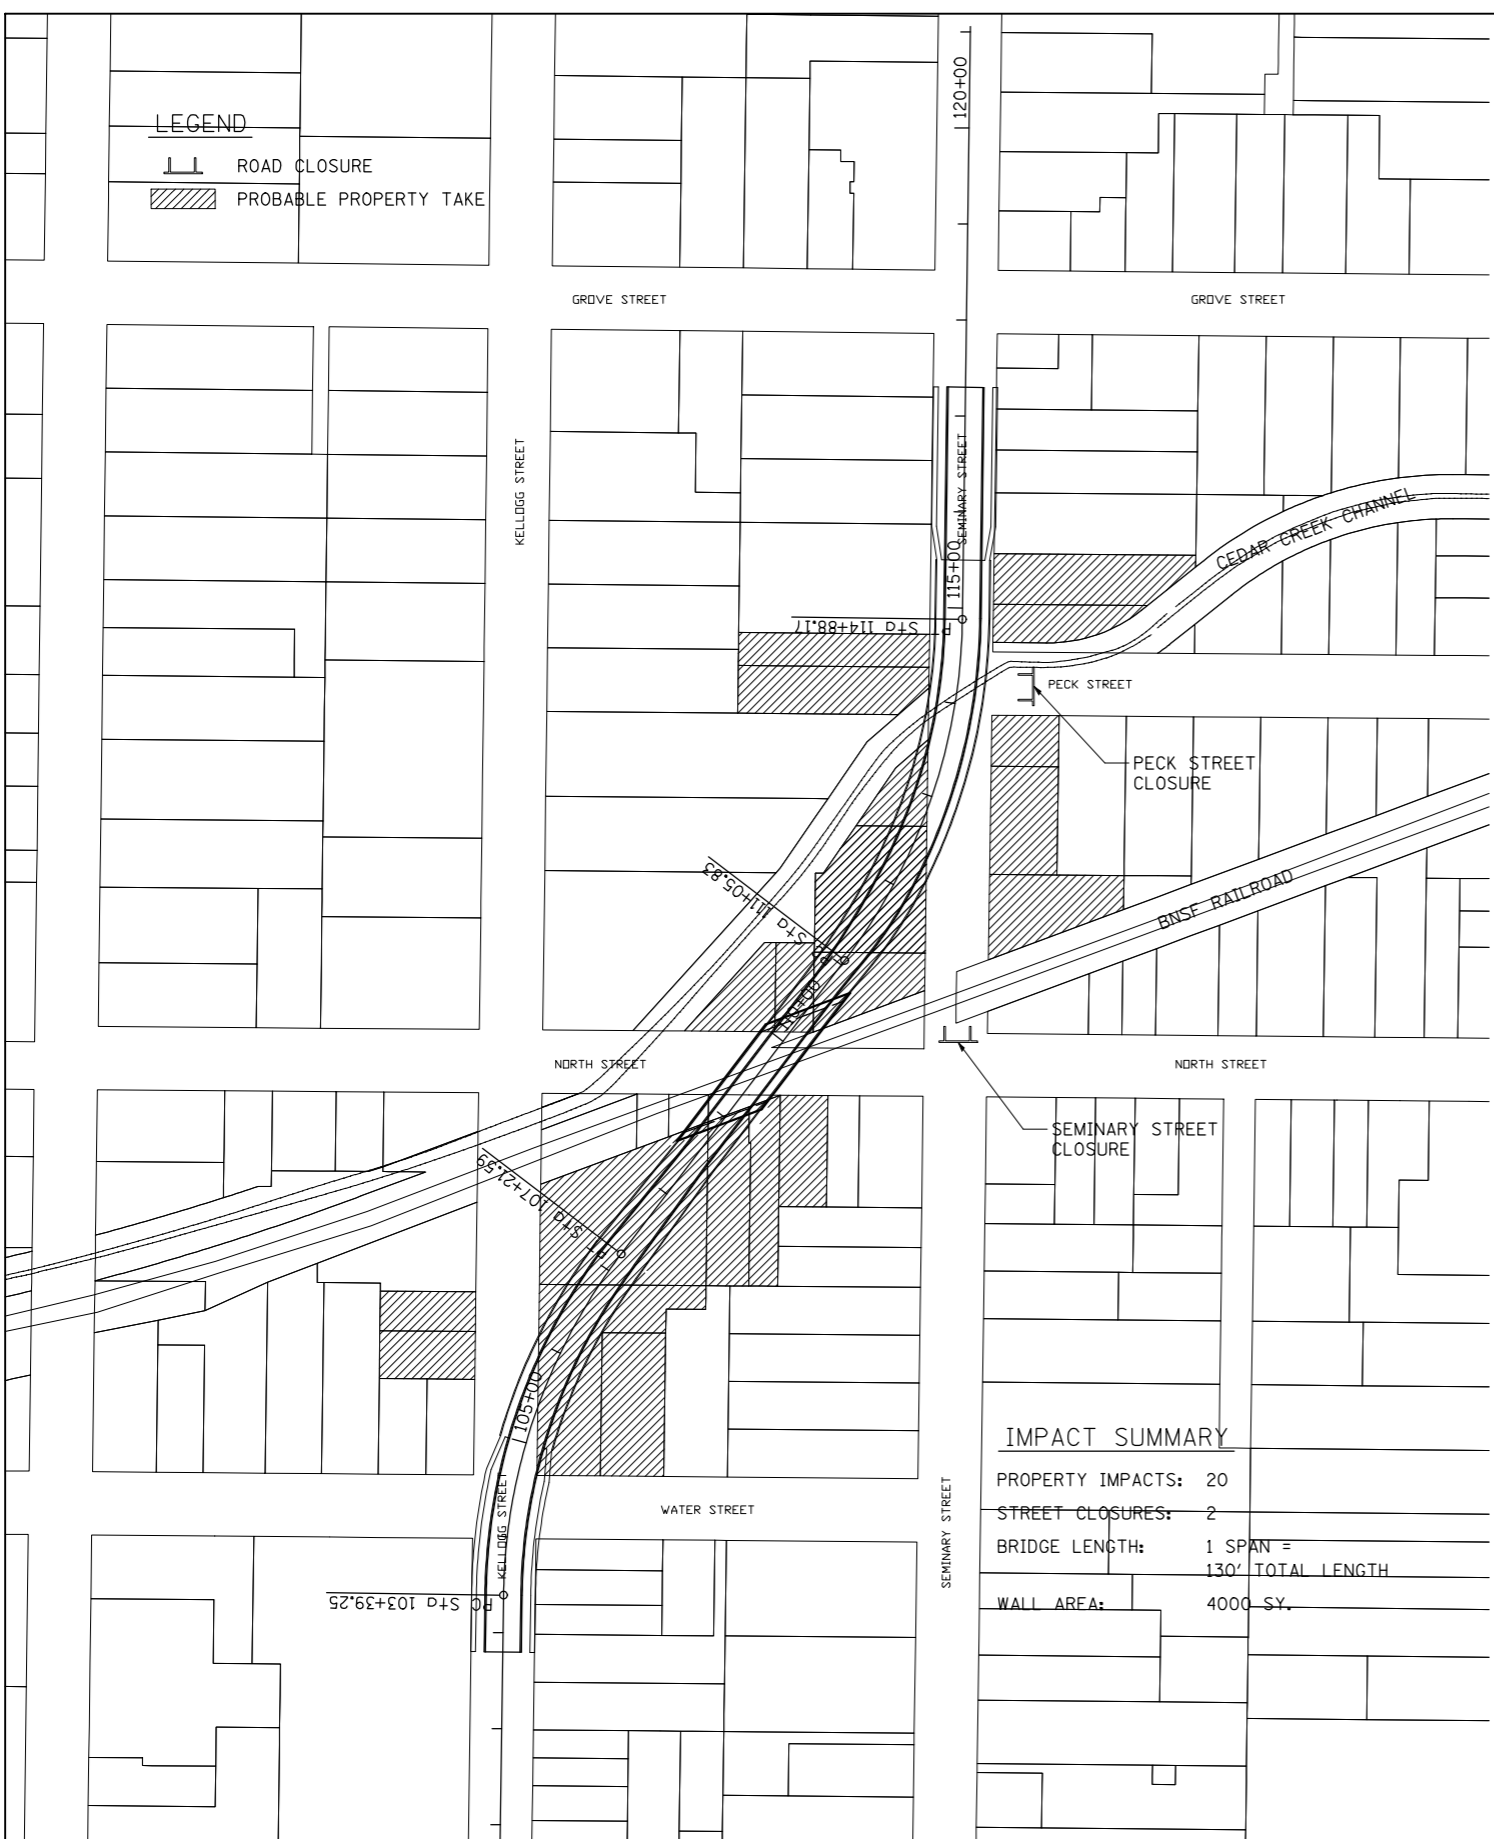 120+00
LEGEND
ROAD CLOSURE
PROBABLE PROPERTY TAKE
GROVE STREET
GROVE STREET
KELLOGG STREET
SEMINARY STREET
CEDAR CREEK CHANNEL
115+00
PT Sta 114+88.17
PECK STREET
PECK STREET
CLOSURE
PC Sta 111+05.83
BNSF RAILROAD
110+00
NORTH STREET
NORTH STREET
SEMINARY STREET
CLOSURE
PT Sta 107+21.59
105+00
IMPACT SUMMARY
PROPERTY IMPACTS: 20
STREET CLOSURES: 2
BRIDGE LENGTH: 1 SPAN =
130' TOTAL LENGTH
WALL AREA: 4000 SY.
WATER STREET
KELLOGG STREET
SEMINARY STREET
PC Sta 103+39.25